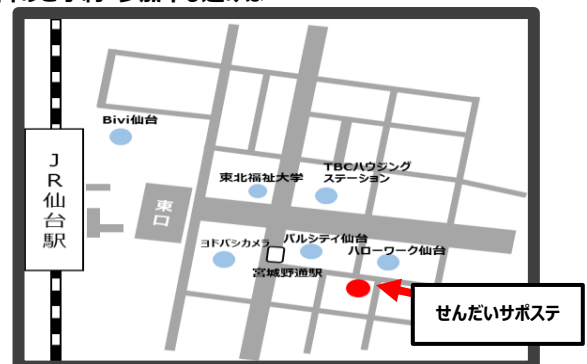 Bivi仙台
JR仙台駅
東口
東北福祉大学
TBCハウジング
ステーション
ヨドバシカメラ
パルシティ仙台
ハローワーク仙台
宮城野通駅
せんだいサポステ